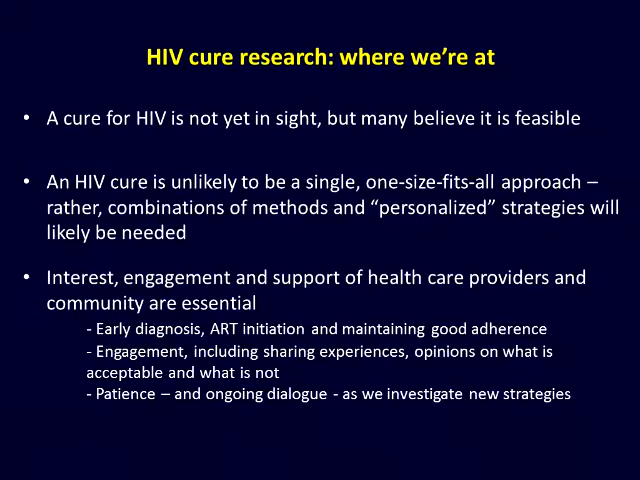 HIV cure research: where we’re at
• A cure for HIV is not yet in sight, but many believe it is feasible
• An HIV cure is unlikely to be a single, one-size-fits-all approach –
rather, combinations of methods and “personalized” strategies will
likely be needed
• Interest, engagement and support of health care providers and
community are essential
- Early diagnosis, ART initiation and maintaining good adherence
- Engagement, including sharing experiences, opinions on what is
acceptable and what is not
- Patience – and ongoing dialogue - as we investigate new strategies